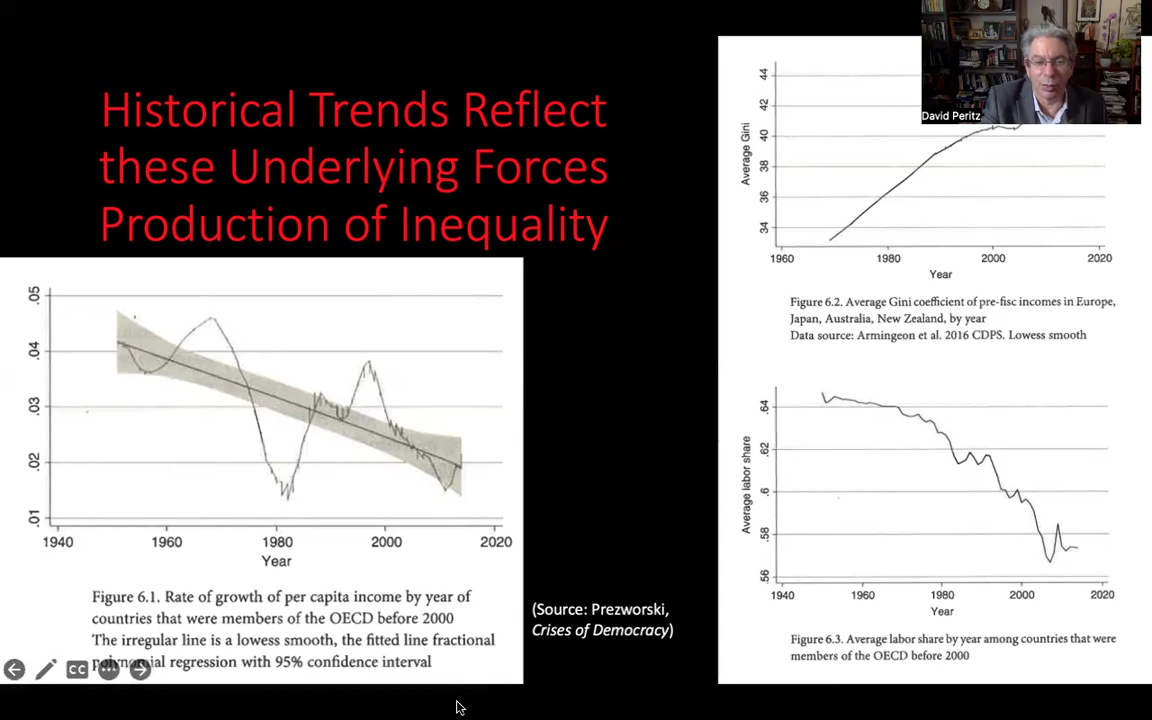 Historical Trends Reflect
these Underlying Forces
Production of Inequality
.05
.04
.03
.02
.01
1940
1960
1980
2000
2020
Year
Figure 6.1. Rate of growth of per capita income by year of
countries that were members of the OECD before 2000
The irregular line is a lowess smooth, the fitted line fractional
polynomial regression with 95% confidence interval
CC
(Source: Prezworski,
Crises of Democracy)
David Peritz
44
42
40
38
36
34
Average Gini
1960
1980
2000
2020
Year
Figure 6.2. Average Gini coefficient of pre-fisc incomes in Europe,
Japan, Australia, New Zealand, by year
Data source: Armingeon et al. 2016 CDPS. Lowess smooth
.64
.62
.6
.58
.56
Average labor share
1940
1960
1980
2000
2020
Year
Figure 6.3. Average labor share by year among countries that were
members of the OECD before 2000